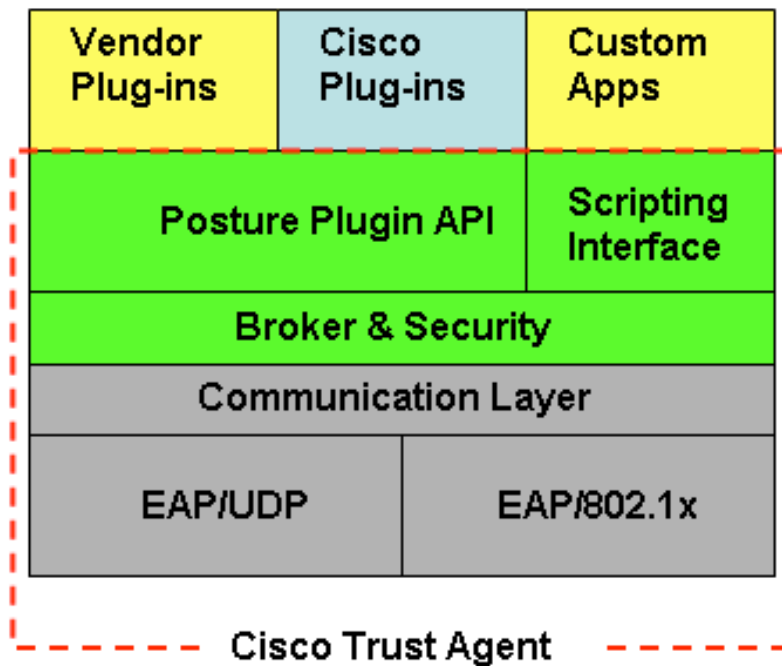 Vendor
Plug-ins
Cisco
Plug-ins
Custom
Apps
Posture Plugin API
Scripting
Interface
Broker & Security
Communication Layer
EAP/UDP
EAP/802.1x
Cisco Trust Agent